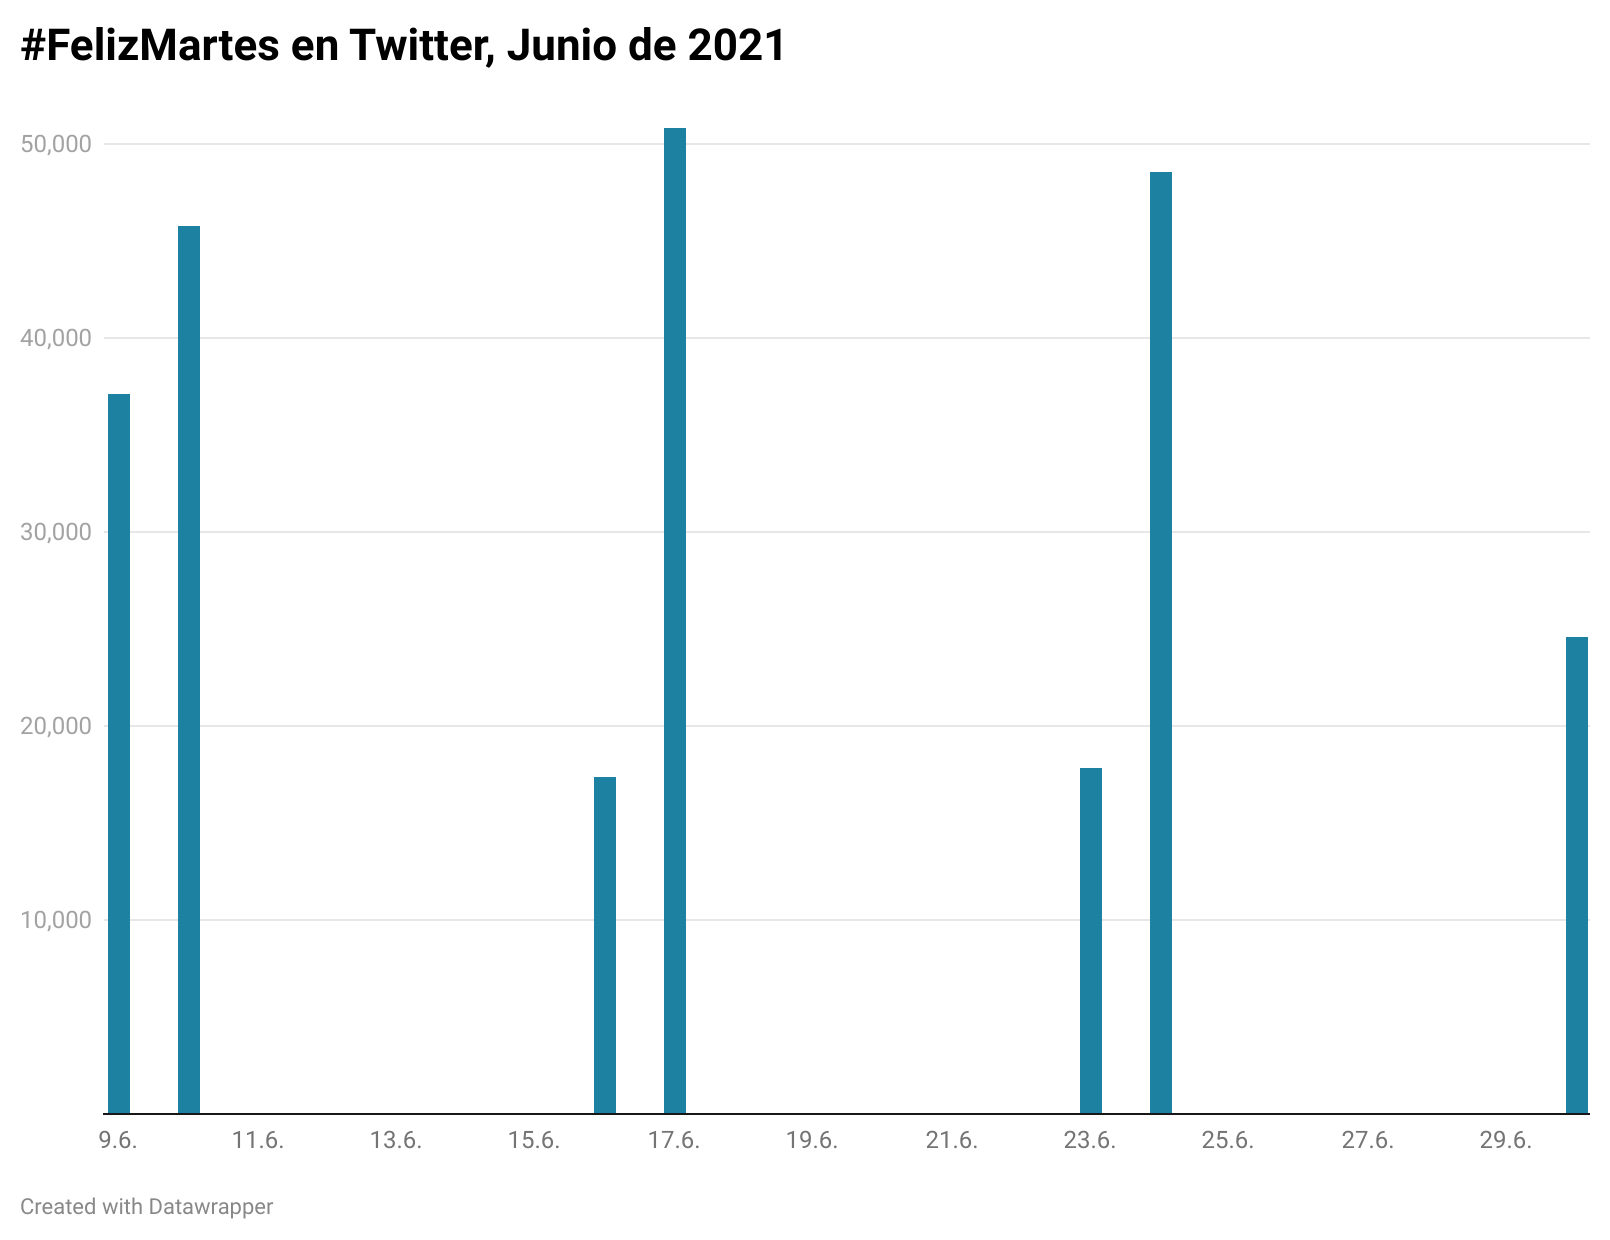 #FelizMartes en Twitter, Junio de 2021
50,000
40,000
30,000
20,000
10,000
9.6. 11.6. 13.6. 15.6. 17.6. 19.6. 21.6. 23.6. 25.6. 27.6. 29.6.
Created with Datawrapper